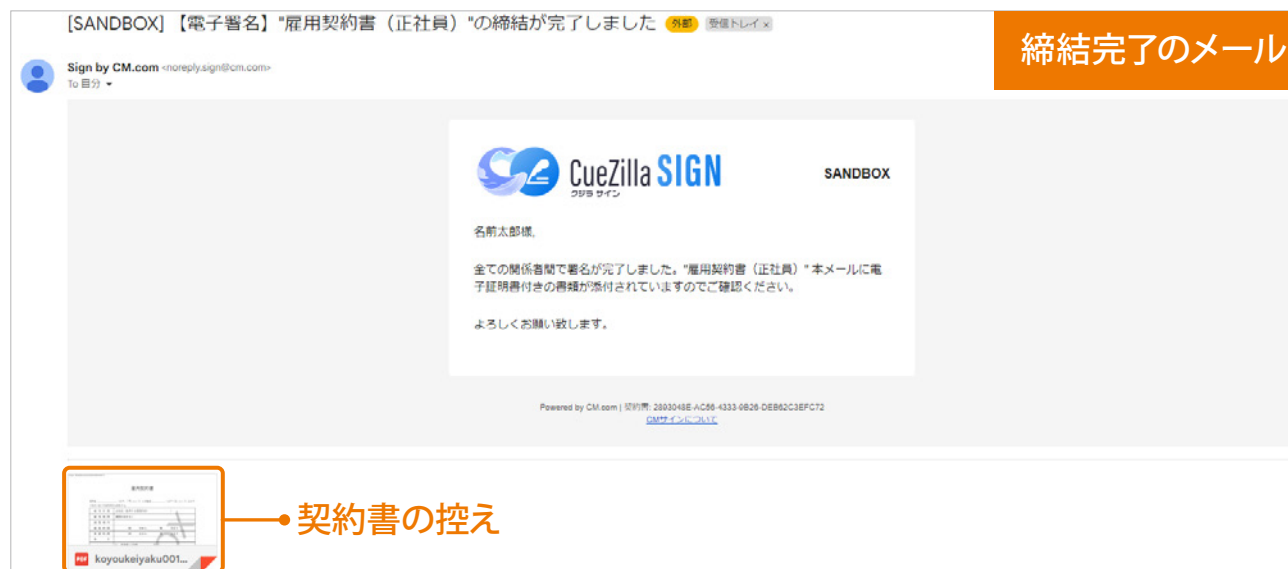 [SANDBOX] 【電子署名】"雇用契約書（正社員）"の締結が完了しました 外部 受信トレイ ×
締結完了のメール
Sign by CM.com <noreply.sign@cm.com>
To 自分
CueZilla SIGN
クジラ サイン
SANDBOX
名前太郎様,
全ての関係者間で署名が完了しました。"雇用契約書（正社員）" 本メールに電
子証明書付きの書類が添付されていますのでご確認ください。
よろしくお願い致します。
Powered by CM.com | 契約書: 2893048E-AC56-4333-9B26-DEB62C3EFC72
CMサインについて
雇用契約書
契約書の控え
PDF koyoukeiyaku001...